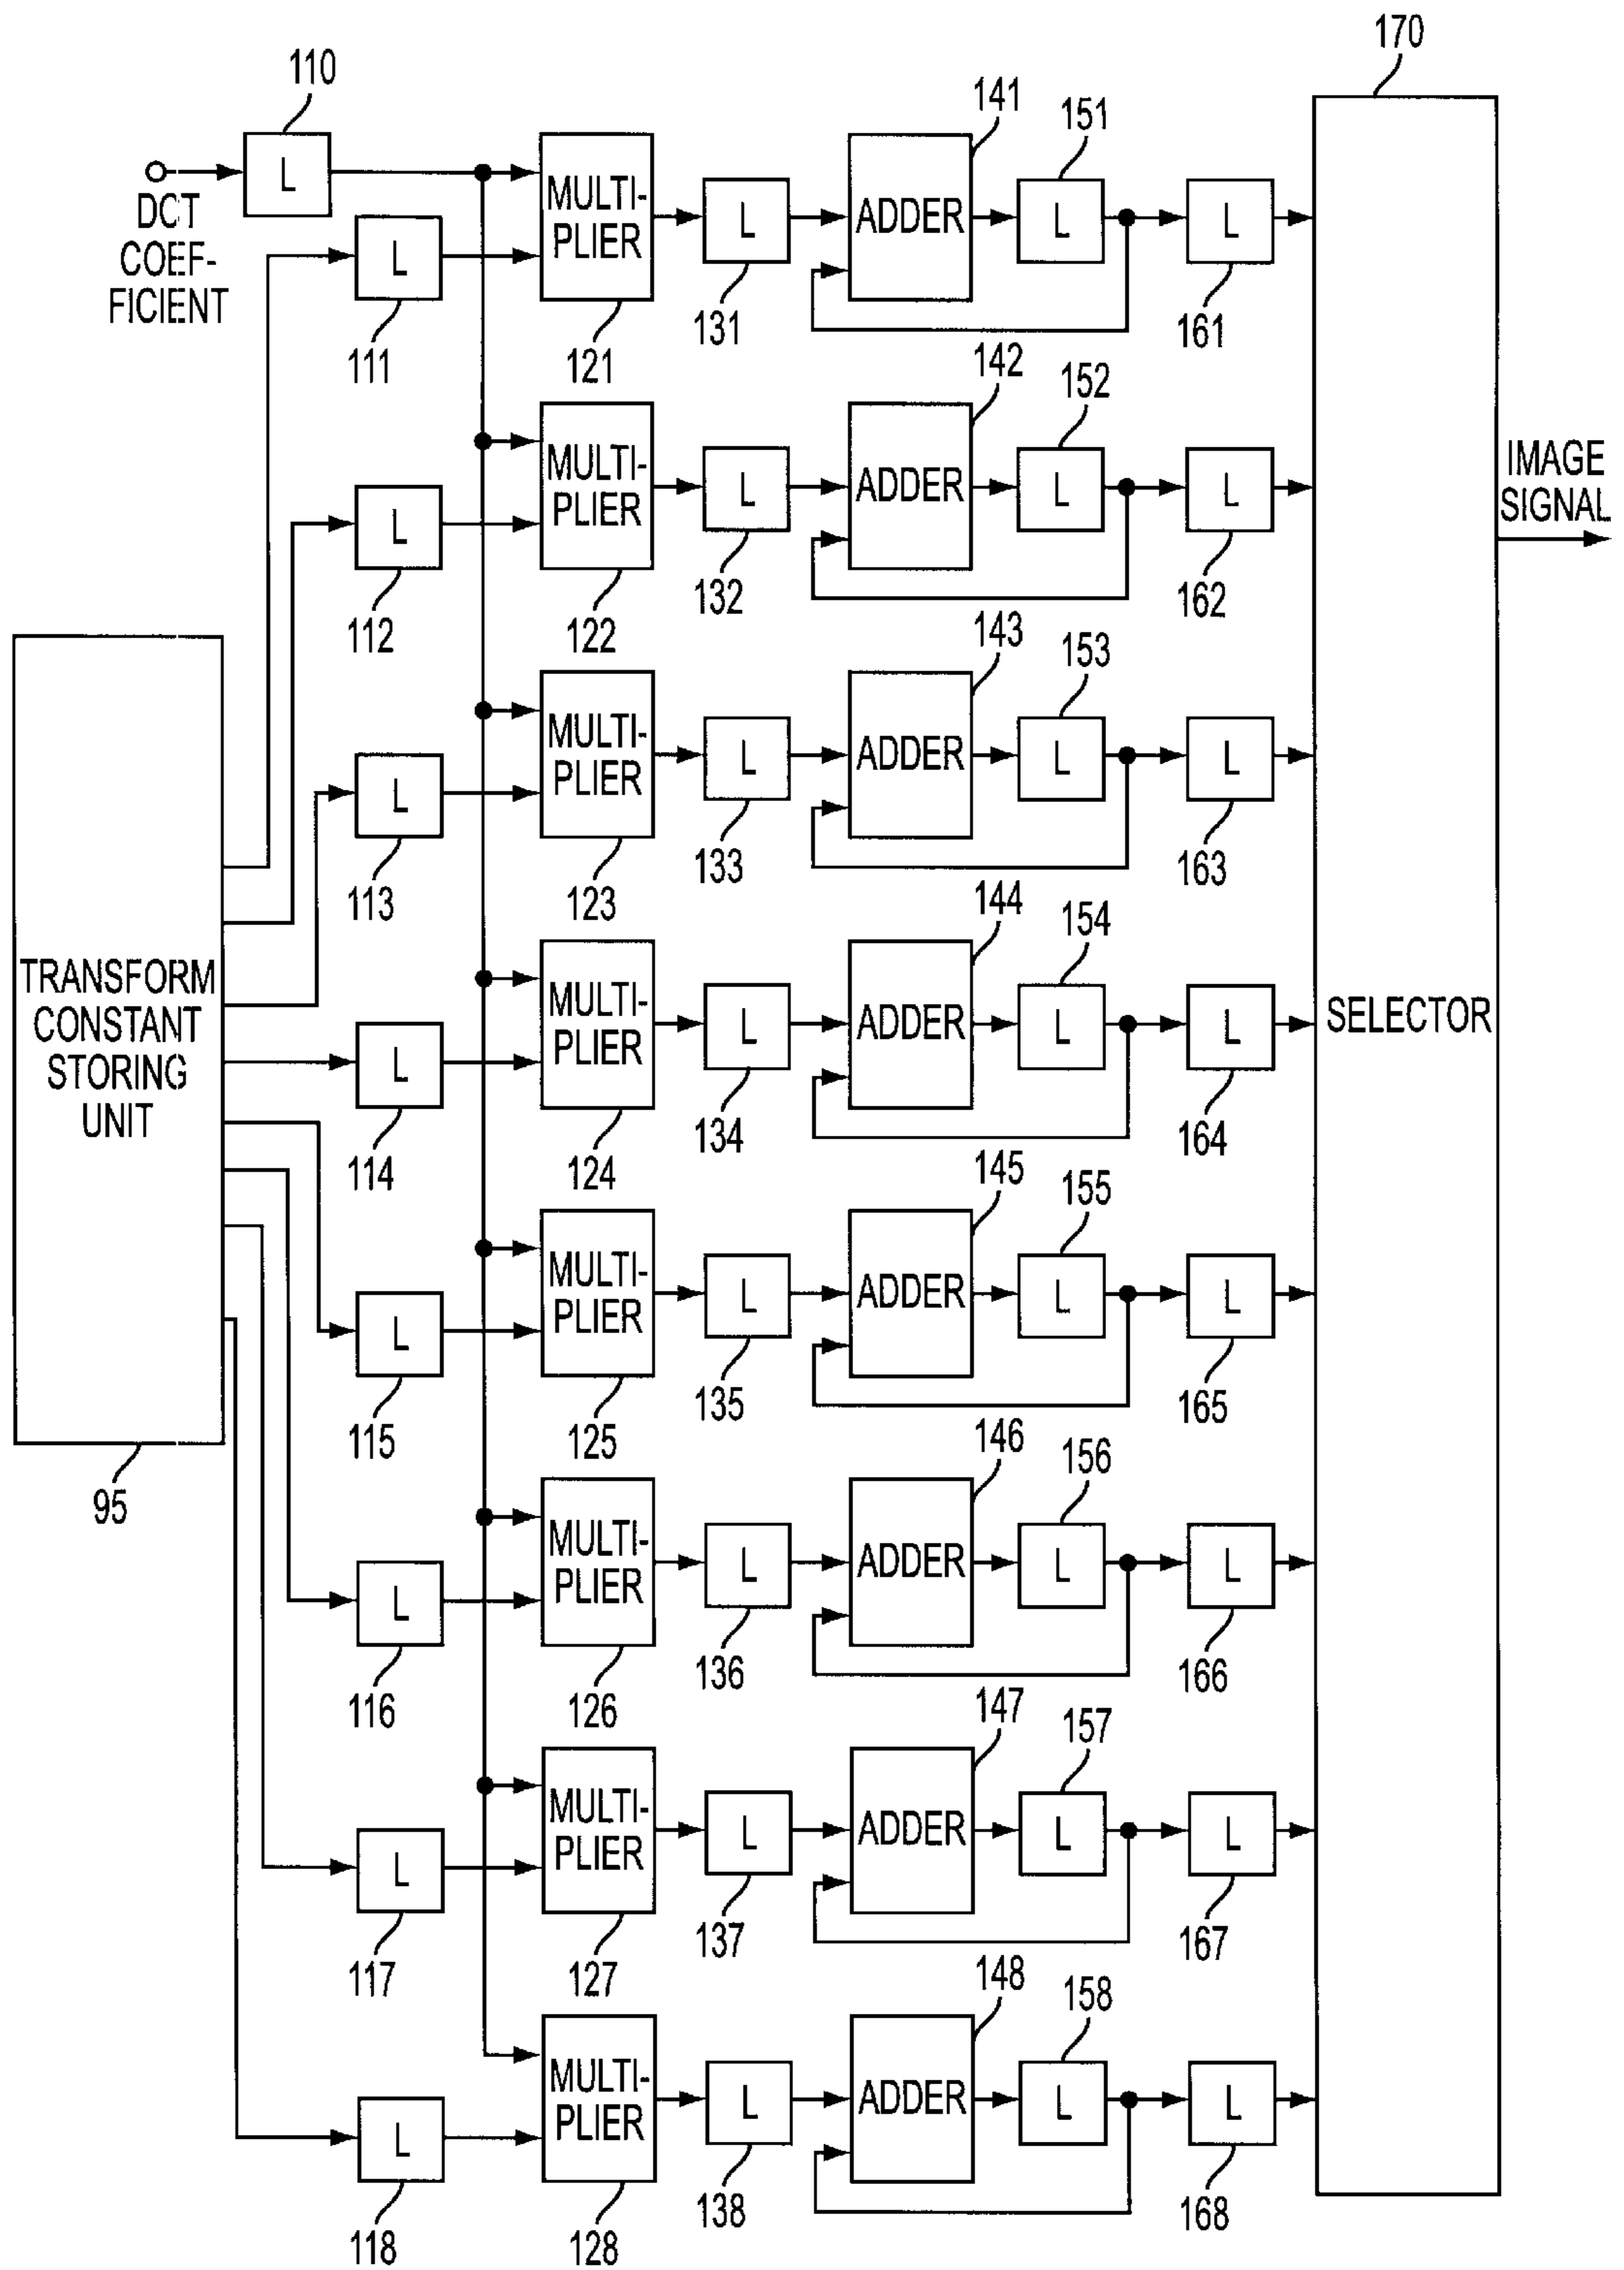 170
110
141
151
L
DCT
COEF-
FICIENT
MULTI-
PLIER
L
ADDER
L
L
L
111
121
131
161
142
152
MULTI-
PLIER
L
ADDER
L
L
IMAGE
SIGNAL
L
112
122
132
162
143
153
MULTI-
PLIER
L
ADDER
L
L
L
113
123
133
163
144
154
TRANSFORM
CONSTANT
STORING
UNIT
MULTI-
PLIER
L
ADDER
L
L
SELECTOR
L
114
124
134
164
145
155
MULTI-
PLIER
L
ADDER
L
L
L
115
125
135
165
95
146
156
MULTI-
PLIER
L
ADDER
L
L
L
116
126
136
166
147
157
MULTI-
PLIER
L
ADDER
L
L
L
117
127
137
167
148
158
MULTI-
PLIER
L
ADDER
L
L
L
118
128
138
168